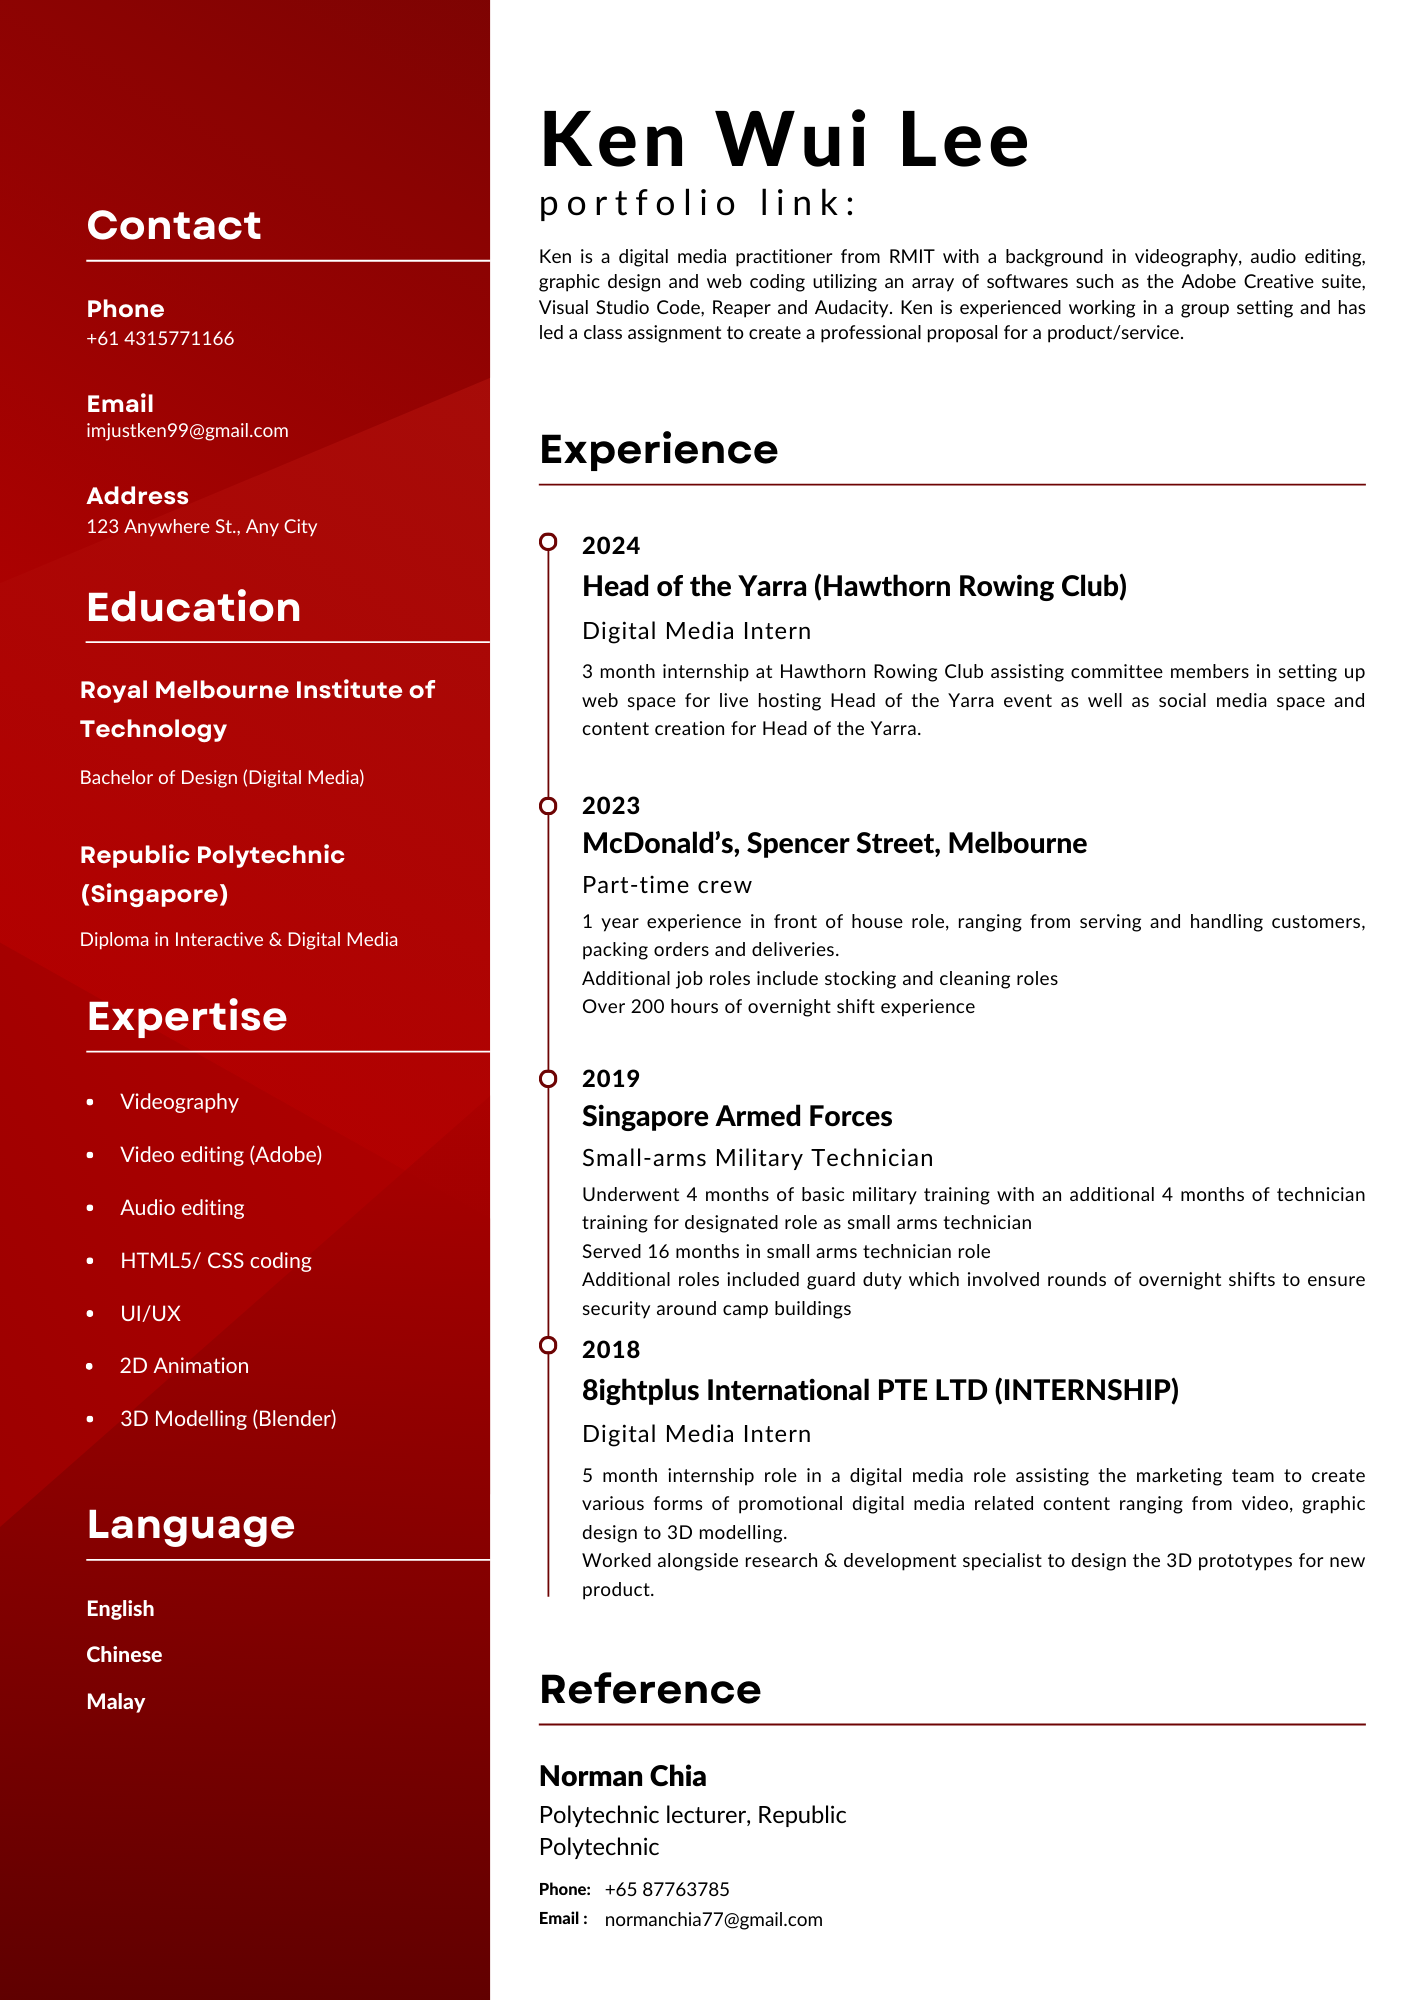 Contact
Phone
+61 4315771166
Email
imjustken99@gmail.com
Address
123 Anywhere St., Any City
Education
Royal Melbourne Institute of
Technology
Bachelor of Design (Digital Media)
Republic Polytechnic
(Singapore)
Diploma in Interactive & Digital Media
Expertise
• Videography
• Video editing (Adobe)
• Audio editing
• HTML5/ CSS coding
• UI/UX
• 2D Animation
• 3D Modelling (Blender)
Language
English
Chinese
Malay
Ken Wui Lee
portfolio link:
Ken is a digital media practitioner from RMIT with a background in videography, audio editing,
graphic design and web coding utilizing an array of softwares such as the Adobe Creative suite,
Visual Studio Code, Reaper and Audacity. Ken is experienced working in a group setting and has
led a class assignment to create a professional proposal for a product/service.
Experience
2024
Head of the Yarra (Hawthorn Rowing Club)
Digital Media Intern
3 month internship at Hawthorn Rowing Club assisting committee members in setting up
web space for live hosting Head of the Yarra event as well as social media space and
content creation for Head of the Yarra.
2023
McDonald’s, Spencer Street, Melbourne
Part-time crew
1 year experience in front of house role, ranging from serving and handling customers,
packing orders and deliveries.
Additional job roles include stocking and cleaning roles
Over 200 hours of overnight shift experience
2019
Singapore Armed Forces
Small-arms Military Technician
Underwent 4 months of basic military training with an additional 4 months of technician
training for designated role as small arms technician
Served 16 months in small arms technician role
Additional roles included guard duty which involved rounds of overnight shifts to ensure
security around camp buildings
2018
8ightplus International PTE LTD (INTERNSHIP)
Digital Media Intern
5 month internship role in a digital media role assisting the marketing team to create
various forms of promotional digital media related content ranging from video, graphic
design to 3D modelling.
Worked alongside research & development specialist to design the 3D prototypes for new
product.
Reference
Norman Chia
Polytechnic lecturer, Republic
Polytechnic
Phone: +65 87763785
Email : normanchia77@gmail.com